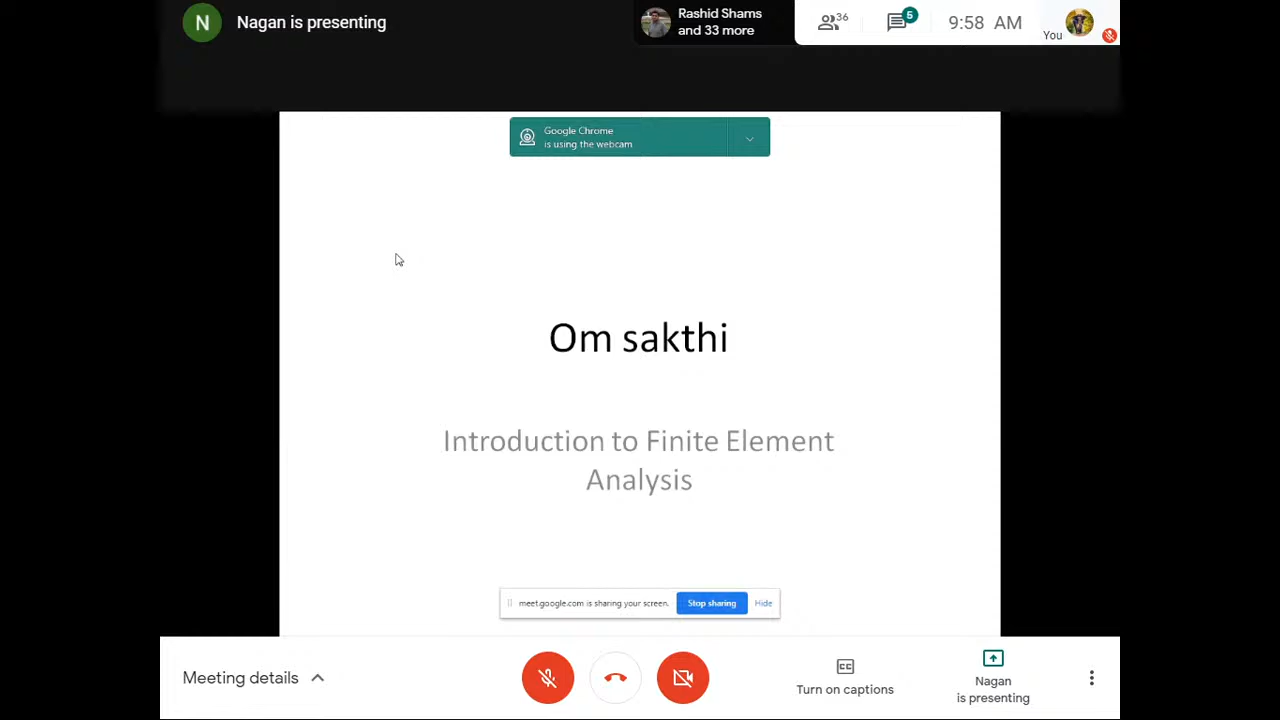 N
Nagan is presenting
Rashid Shams
and 33 more
36
5
9:58 AM
You
Google Chrome
is using the webcam
Om sakthi
Introduction to Finite Element
Analysis
meet.google.com is sharing your screen.
Stop sharing
Hide
Meeting details
CC
Turn on captions
Nagan
is presenting